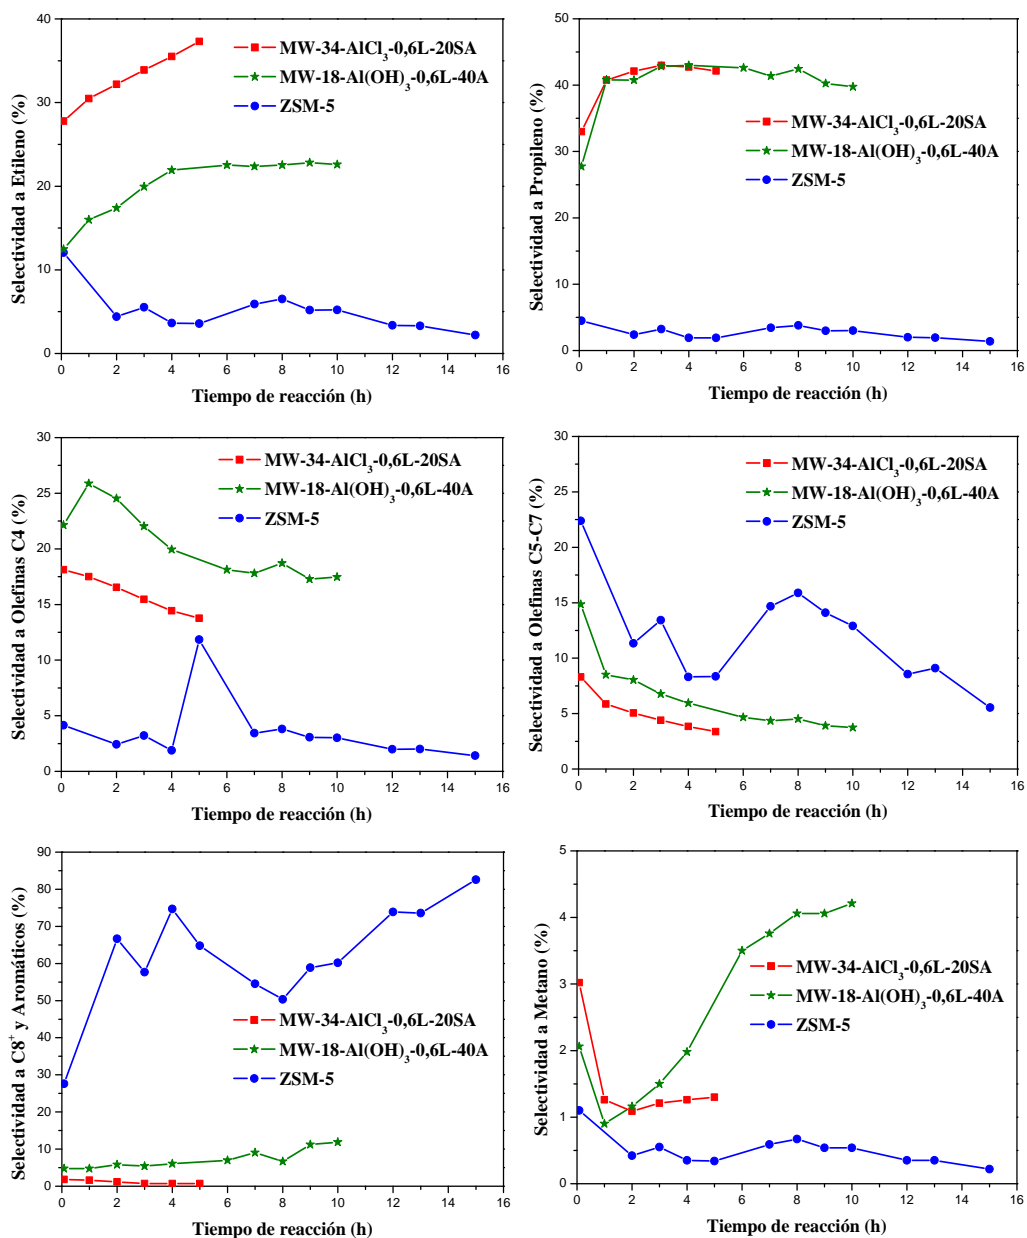 40
30
20
10
0
Selectividad a Etileno (%)
MW-34-AlCl3-0,6L-20SA
MW-18-Al(OH)3-0,6L-40A
ZSM-5
0 2 4 6 8 10 12 14 16
Tiempo de reacción (h)
50
40
30
20
10
0
Selectividad a Propileno (%)
MW-34-AlCl3-0,6L-20SA
MW-18-Al(OH)3-0,6L-40A
ZSM-5
0 2 4 6 8 10 12 14 16
Tiempo de reacción (h)
30
25
20
15
10
5
0
Selectividad a Olefinas C4 (%)
MW-34-AlCl3-0,6L-20SA
MW-18-Al(OH)3-0,6L-40A
ZSM-5
0 2 4 6 8 10 12 14 16
Tiempo de reacción (h)
30
25
20
15
10
5
0
Selectividad a Olefinas C5-C7 (%)
MW-34-AlCl3-0,6L-20SA
MW-18-Al(OH)3-0,6L-40A
ZSM-5
0 2 4 6 8 10 12 14 16
Tiempo de reacción (h)
90
80
70
60
50
40
30
20
10
0
Selectividad a C8+ y Aromáticos (%)
MW-34-AlCl3-0,6L-20SA
MW-18-Al(OH)3-0,6L-40A
ZSM-5
0 2 4 6 8 10 12 14 16
Tiempo de reacción (h)
5
4
3
2
1
0
Selectividad a Metano (%)
MW-34-AlCl3-0,6L-20SA
MW-18-Al(OH)3-0,6L-40A
ZSM-5
0 2 4 6 8 10 12 14 16
Tiempo de reacción (h)